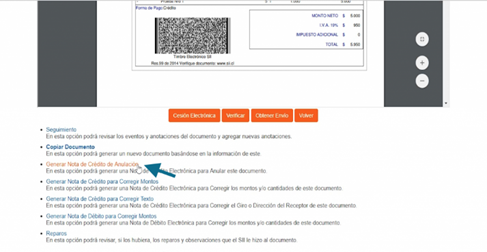 Forma de Pago:Crédito
MONTO NETO $
I.V.A. 19% $
IMPUESTO ADICIONAL $ 0
TOTAL $
Timbre Electrónico SII
Res.99 de 2014 Verifique documento: www.sii.cl
Cesión Electrónica Verificar Obtener Envío Volver
Seguimiento
En esta opción podrá revisar los eventos y anotaciones del documento y agregar nuevas anotaciones.
Copiar Documento
En esta opción podrá generar un nuevo documento basándose en la información de este
Generar Nota de Crédito de Anulación
En esta opción podrá generar una Nota de Electrónica para Anular este documento.
Generar Nota de Crédito para Corregir Montos
En esta opción podrá generar una Nota de Crédito Electrónica para Corregir los montos y/o cantidades de este documento.
Generar Nota de Crédito para Corregir Texto
En esta opción podrá generar una Nota de Crédito Electrónica para Corregir el Giro o Dirección del Receptor de este documento.
Generar Nota de Débito para Corregir Montos
En esta opción podrá generar una Nota de Débito Electrónica para Corregir los montos y/o cantidades de este documento.
Reparos
En esta opción podrá revisar, si los hubiera, los reparos y observaciones que el SII le hizo al documento.